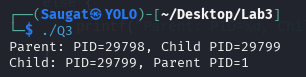 ┌──(Saugat㉿YOLO)-[~/Desktop/Lab3]
└─$ ./Q3
Parent: PID=29798, Child PID=29799
Child: PID=29799, Parent PID=1